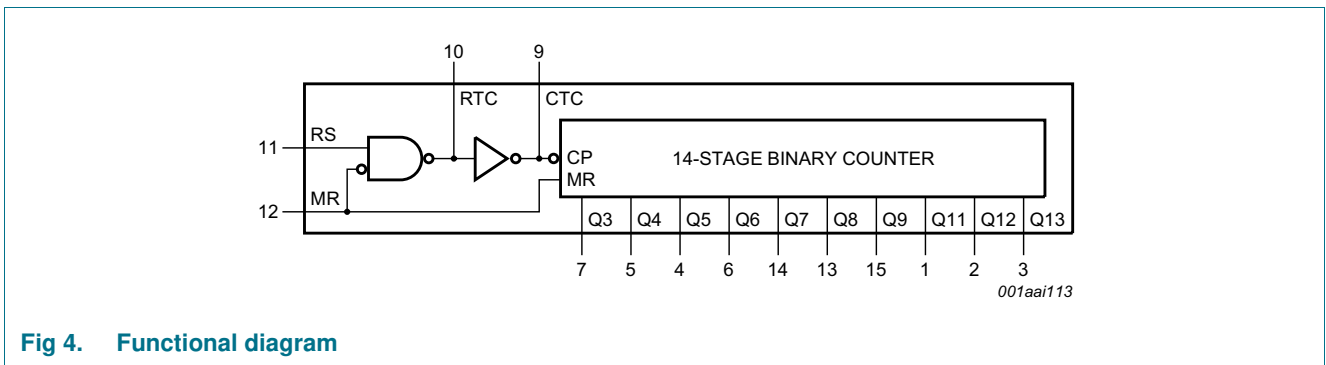 10 9
RTC CTC
11 RS
CP 14-STAGE BINARY COUNTER
MR
12 MR
Q3 Q4 Q5 Q6 Q7 Q8 Q9 Q11 Q12 Q13
7 5 4 6 14 13 15 1 2 3
001aai113
Fig 4. Functional diagram